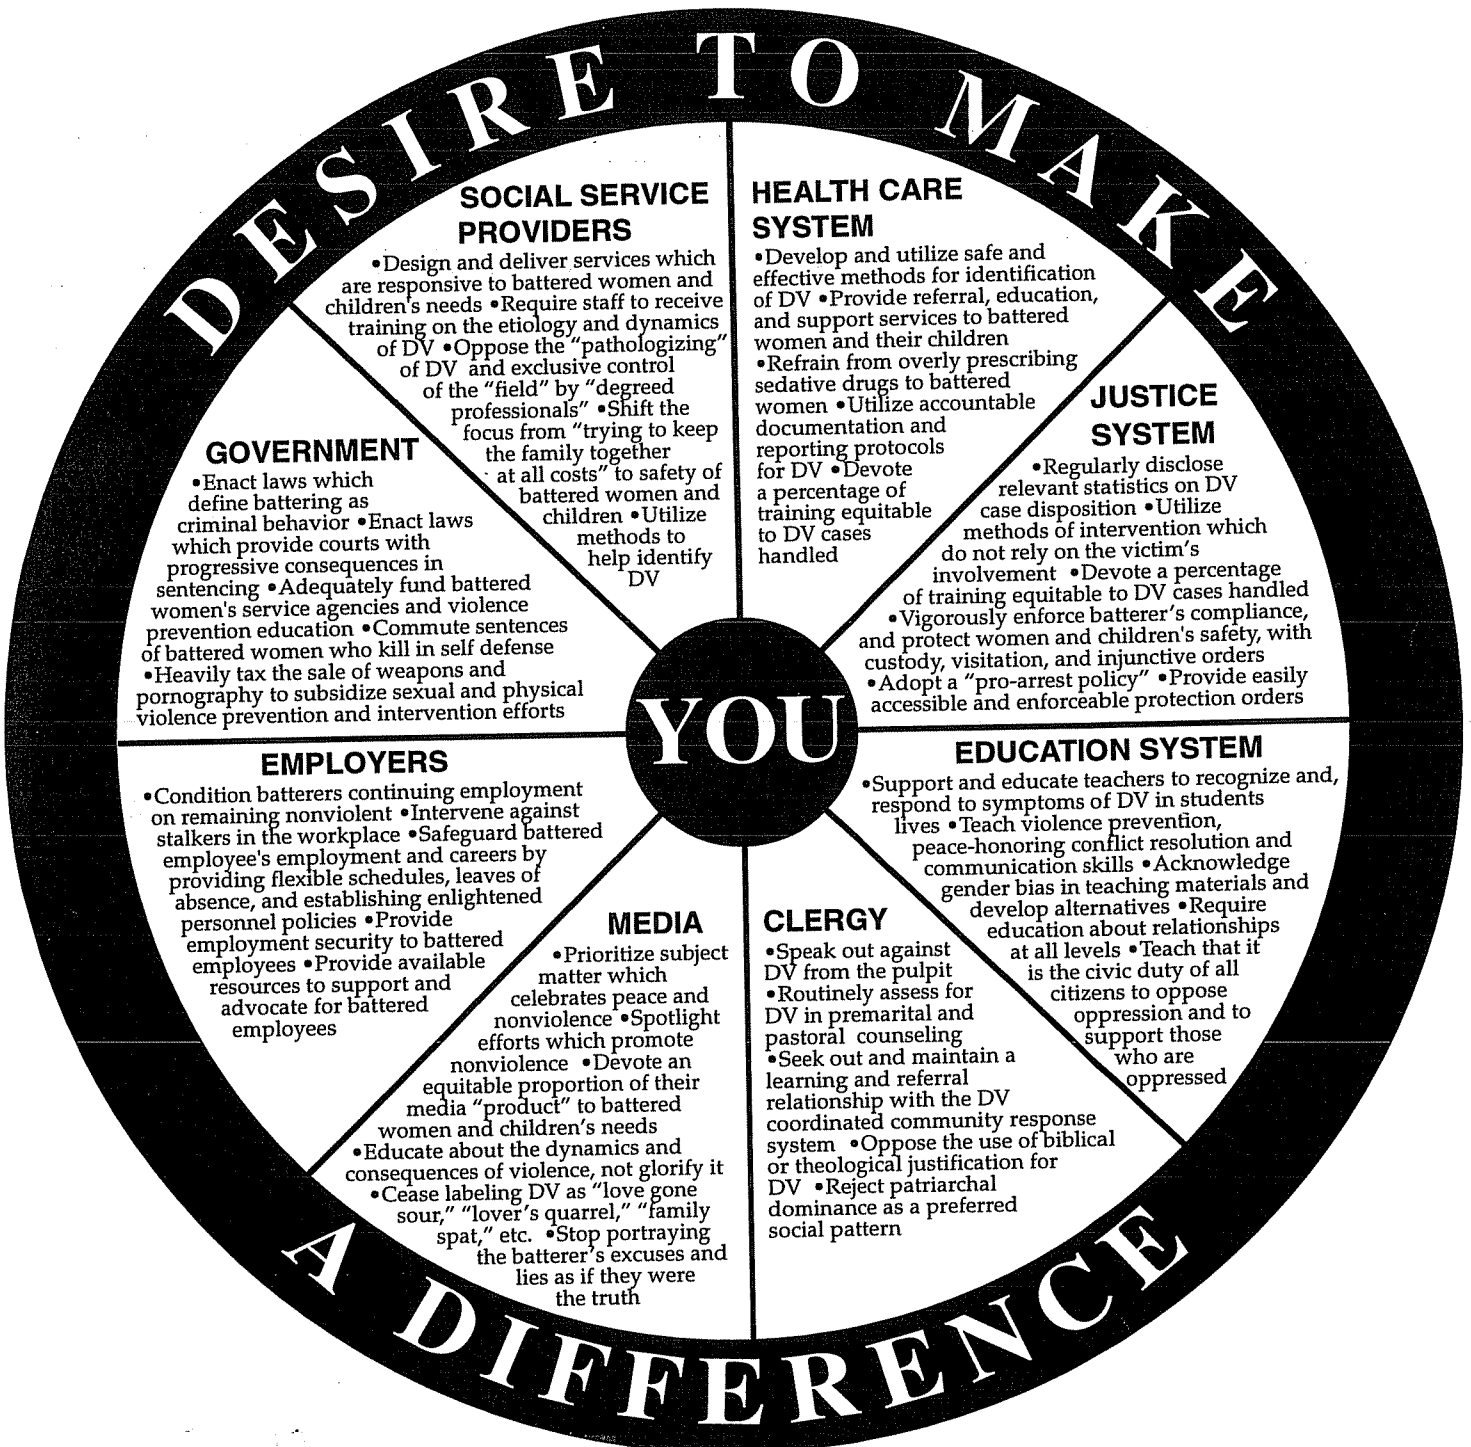 DESIRE TO MAKE
SOCIAL SERVICE
PROVIDERS
•Design and deliver services which
are responsive to battered women and
children's needs •Require staff to receive
training on the etiology and dynamics
of DV •Oppose the "pathologizing"
of DV and exclusive control
of the "field" by "degreed
professionals" •Shift the
focus from "trying to keep
the family together
at all costs" to safety of
battered women and
children •Utilize
methods to
help identify
DV
HEALTH CARE
SYSTEM
•Develop and utilize safe and
effective methods for identification
of DV •Provide referral, education,
and support services to battered
women and their children
•Refrain from overly prescribing
sedative drugs to battered
women •Utilize accountable
documentation and
reporting protocols
for DV •Devote
a percentage of
training equitable
to DV cases
handled
JUSTICE
SYSTEM
•Regularly disclose
relevant statistics on DV
case disposition •Utilize
methods of intervention which
do not rely on the victim's
involvement •Devote a percentage
of training equitable to DV cases handled
•Vigorously enforce batterer's compliance,
and protect women and children's safety, with
custody, visitation, and injunctive orders
•Adopt a "pro-arrest policy" •Provide easily
accessible and enforceable protection orders
EDUCATION SYSTEM
•Support and educate teachers to recognize and,
respond to symptoms of DV in students
lives •Teach violence prevention,
peace-honoring conflict resolution and
communication skills •Acknowledge
gender bias in teaching materials and
develop alternatives •Require
education about relationships
at all levels •Teach that it
is the civic duty of all
citizens to oppose
oppression and to
support those
who are
oppressed
CLERGY
•Speak out against
DV from the pulpit
•Routinely assess for
DV in premarital and
pastoral counseling
•Seek out and maintain a
learning and referral
relationship with the DV
coordinated community response
system •Oppose the use of biblical
or theological justification for
DV •Reject patriarchal
dominance as a preferred
social pattern
MEDIA
•Prioritize subject
matter which
celebrates peace and
nonviolence •Spotlight
efforts which promote
nonviolence •Devote an
equitable proportion of their
media "product" to battered
women and children's needs
•Educate about the dynamics and
consequences of violence, not glorify it
•Cease labeling DV as "love gone
sour," "lover's quarrel," "family
spat," etc. •Stop portraying
the batterer's excuses and
lies as if they were
the truth
EMPLOYERS
•Condition batterers continuing employment
on remaining nonviolent •Intervene against
stalkers in the workplace •Safeguard battered
employee's employment and careers by
providing flexible schedules, leaves of
absence, and establishing enlightened
personnel policies •Provide
employment security to battered
employees •Provide available
resources to support and
advocate for battered
employees
GOVERNMENT
•Enact laws which
define battering as
criminal behavior •Enact laws
which provide courts with
progressive consequences in
sentencing •Adequately fund battered
women's service agencies and violence
prevention education •Commute sentences
of battered women who kill in self defense
•Heavily tax the sale of weapons and
pornography to subsidize sexual and physical
violence prevention and intervention efforts
YOU
A DIFFERENCE